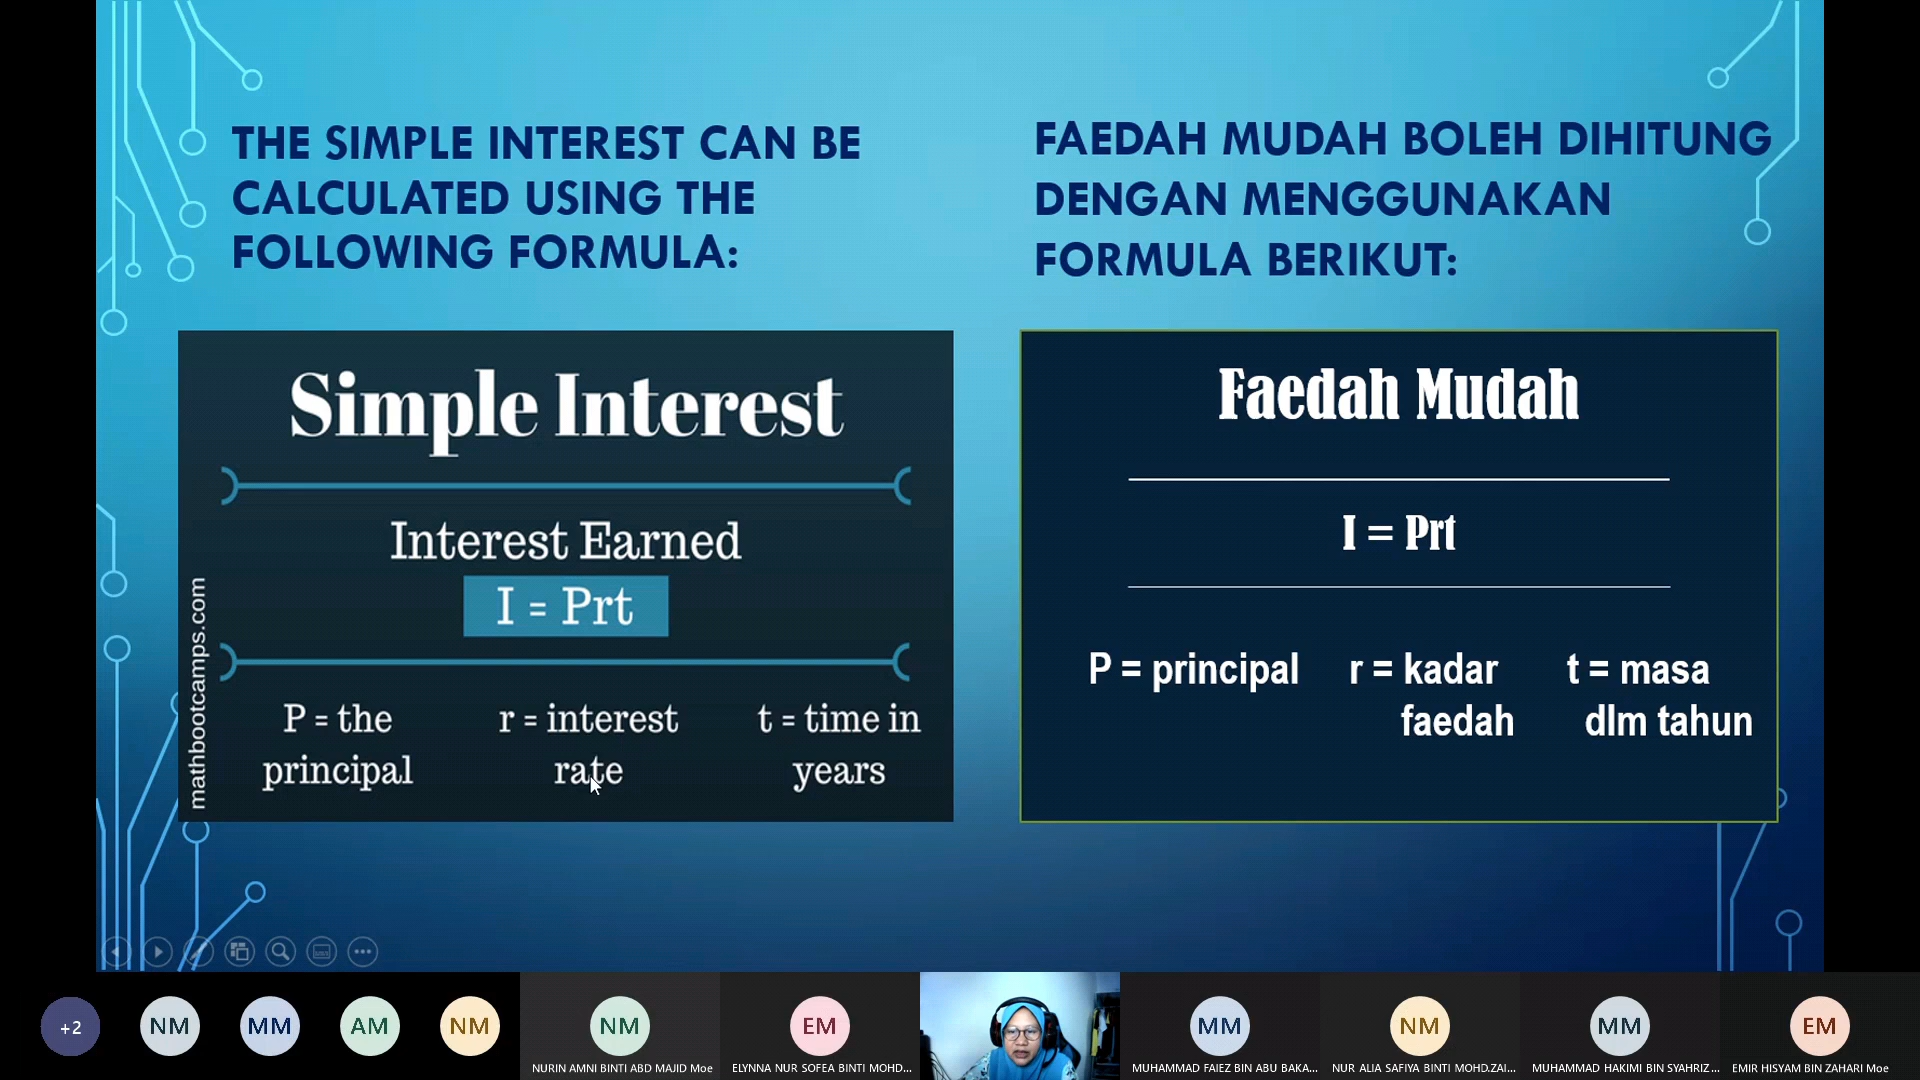 THE SIMPLE INTEREST CAN BE
CALCULATED USING THE
FOLLOWING FORMULA:
FAEDAH MUDAH BOLEH DIHITUNG
DENGAN MENGGUNAKAN
FORMULA BERIKUT:
Simple Interest
Interest Earned
I = Prt
P = the
principal
r = interest
rate
t = time in
years
mathbootcamps.com
Faedah Mudah
I = Prt
P = principal
r = kadar
faedah
t = masa
dlm tahun
+2
NM
MM
AM
NM
NM
NURIN AMNI BINTI ABD MAJID Moe
EM
ELYNNA NUR SOFEA BINTI MOHD...
MM
MUHAMMAD FAIEZ BIN ABU BAKA...
NM
NUR ALIA SAFIYA BINTI MOHD.ZAI...
MM
MUHAMMAD HAKIMI BIN SYAHRIZ...
EM
EMIR HISYAM BIN ZAHARI Moe